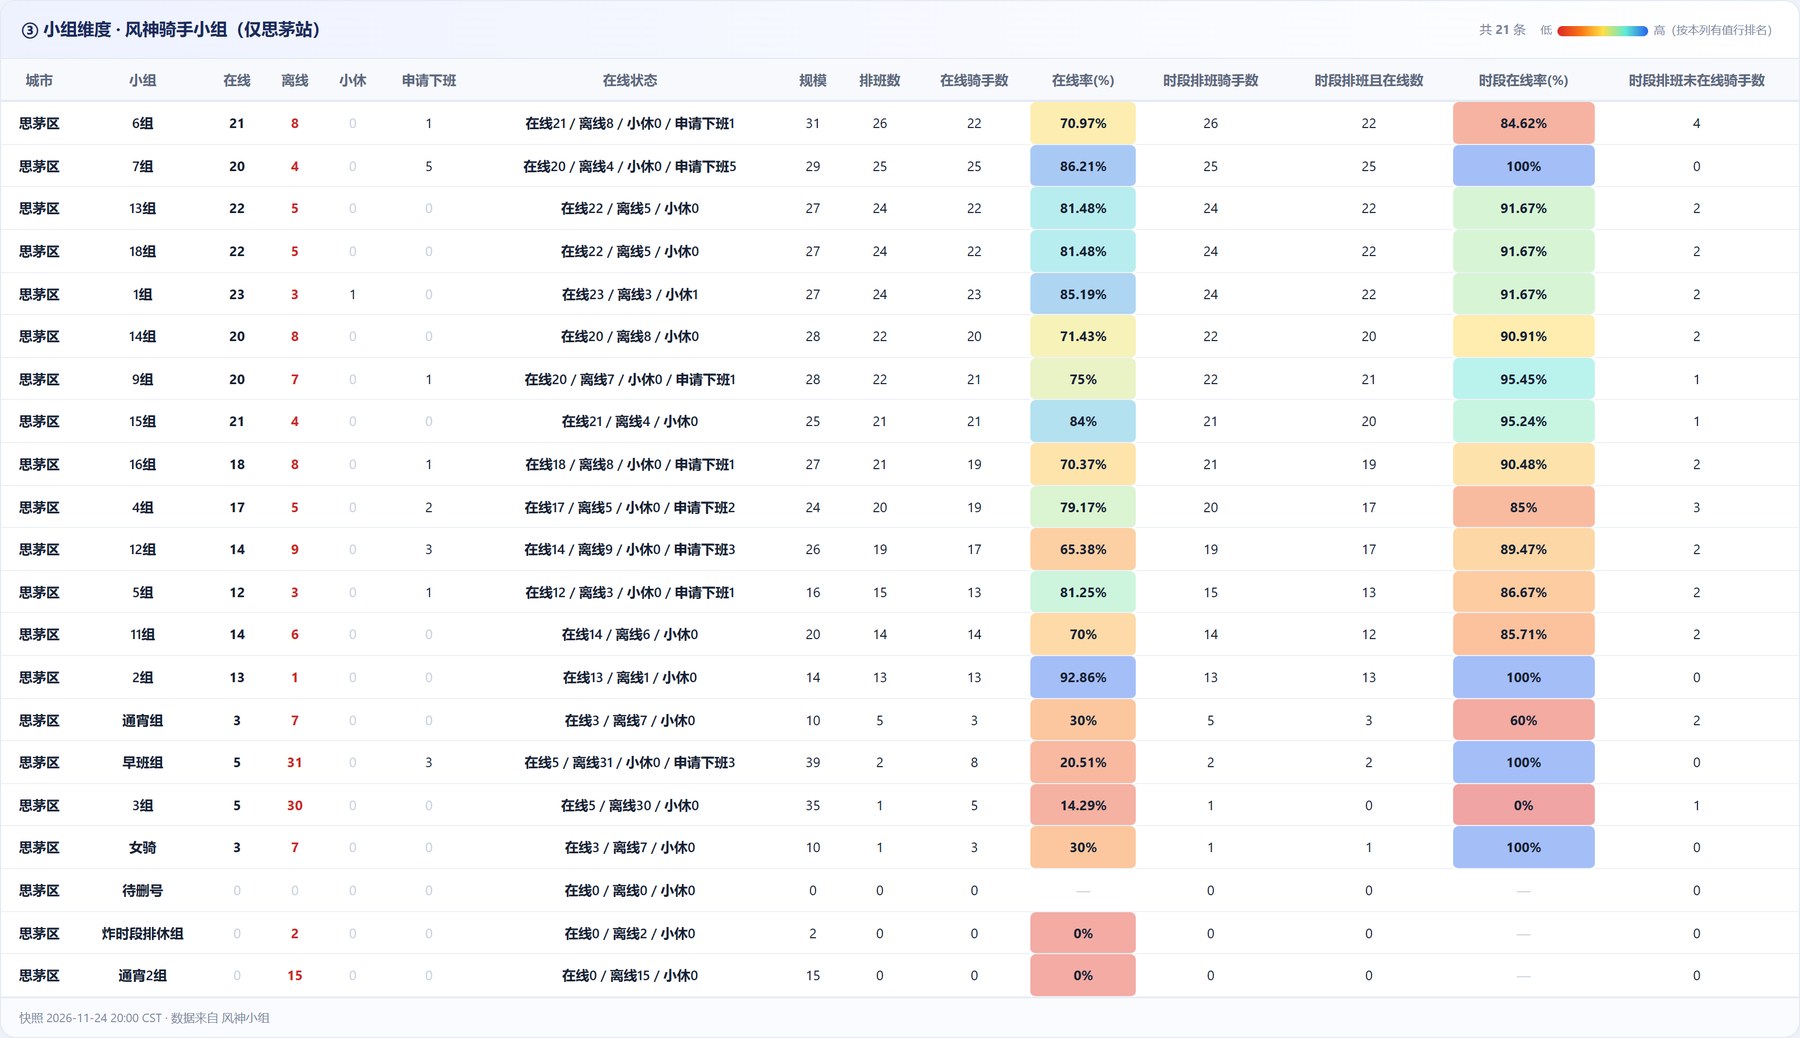 ③ 小组维度 · 风神骑手小组（仅思茅站）
共 21 条 低 高 (按本列有值行排名)
城市 小组 在线 离线 小休 申请下班 在线状态 规模 排班数 在线骑手数 在线率(%) 时段排班骑手数 时段排班且在线数 时段在线率(%) 时段排班未在线骑手数
思茅区 6组 21 8 0 1 在线21 / 离线8 / 小休0 / 申请下班1 31 26 22 70.97% 26 22 84.62% 4
思茅区 7组 20 4 0 5 在线20 / 离线4 / 小休0 / 申请下班5 29 25 25 86.21% 25 25 100% 0
思茅区 13组 22 5 0 0 在线22 / 离线5 / 小休0 27 24 22 81.48% 24 22 91.67% 2
思茅区 18组 22 5 0 0 在线22 / 离线5 / 小休0 27 24 22 81.48% 24 22 91.67% 2
思茅区 1组 23 3 1 0 在线23 / 离线3 / 小休1 27 24 23 85.19% 24 22 91.67% 2
思茅区 14组 20 8 0 0 在线20 / 离线8 / 小休0 28 22 20 71.43% 22 20 90.91% 2
思茅区 9组 20 7 0 1 在线20 / 离线7 / 小休0 / 申请下班1 28 22 21 75% 22 21 95.45% 1
思茅区 15组 21 4 0 0 在线21 / 离线4 / 小休0 25 21 21 84% 21 20 95.24% 1
思茅区 16组 18 8 0 1 在线18 / 离线8 / 小休0 / 申请下班1 27 21 19 70.37% 21 19 90.48% 2
思茅区 4组 17 5 0 2 在线17 / 离线5 / 小休0 / 申请下班2 24 20 19 79.17% 20 17 85% 3
思茅区 12组 14 9 0 3 在线14 / 离线9 / 小休0 / 申请下班3 26 19 17 65.38% 19 17 89.47% 2
思茅区 5组 12 3 0 1 在线12 / 离线3 / 小休0 / 申请下班1 16 15 13 81.25% 15 13 86.67% 2
思茅区 11组 14 6 0 0 在线14 / 离线6 / 小休0 20 14 14 70% 14 12 85.71% 2
思茅区 2组 13 1 0 0 在线13 / 离线1 / 小休0 14 13 13 92.86% 13 13 100% 0
思茅区 通宵组 3 7 0 0 在线3 / 离线7 / 小休0 10 5 3 30% 5 3 60% 2
思茅区 早班组 5 31 0 3 在线5 / 离线31 / 小休0 / 申请下班3 39 2 8 20.51% 2 2 100% 0
思茅区 3组 5 30 0 0 在线5 / 离线30 / 小休0 35 1 5 14.29% 1 0 0% 1
思茅区 女骑 3 7 0 0 在线3 / 离线7 / 小休0 10 1 3 30% 1 1 100% 0
思茅区 待删号 0 0 0 0 在线0 / 离线0 / 小休0 0 0 0 — 0 0 — 0
思茅区 炸时段排休组 0 2 0 0 在线0 / 离线2 / 小休0 2 0 0 0% 0 0 — 0
思茅区 通宵2组 0 15 0 0 在线0 / 离线15 / 小休0 15 0 0 0% 0 0 — 0
快照 2026-11-24 20:00 CST · 数据来自 风神小组